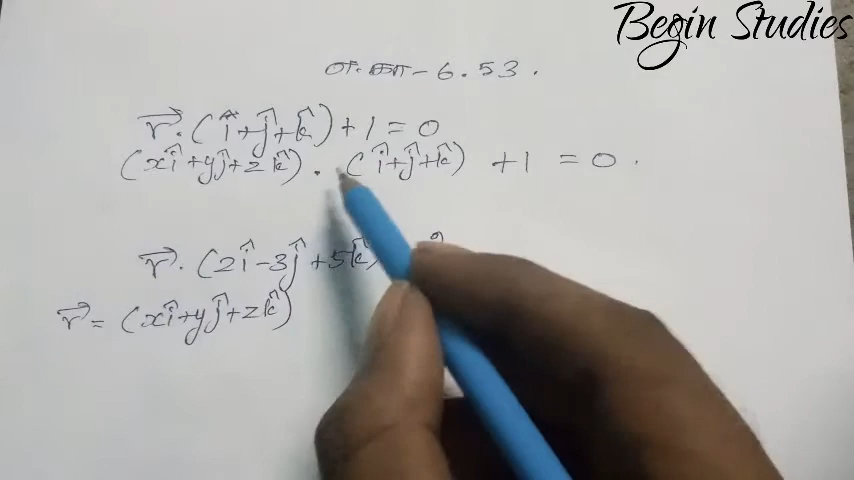 Begin Studies
எ.கா - 6.53.
r⃗.(î+ĵ+k̂)+1=0
(xî+yĵ+zk̂).(î+ĵ+k̂) +1 =0.
r⃗.(2î-3ĵ+5k̂)
r⃗=(xî+yĵ+zk̂)